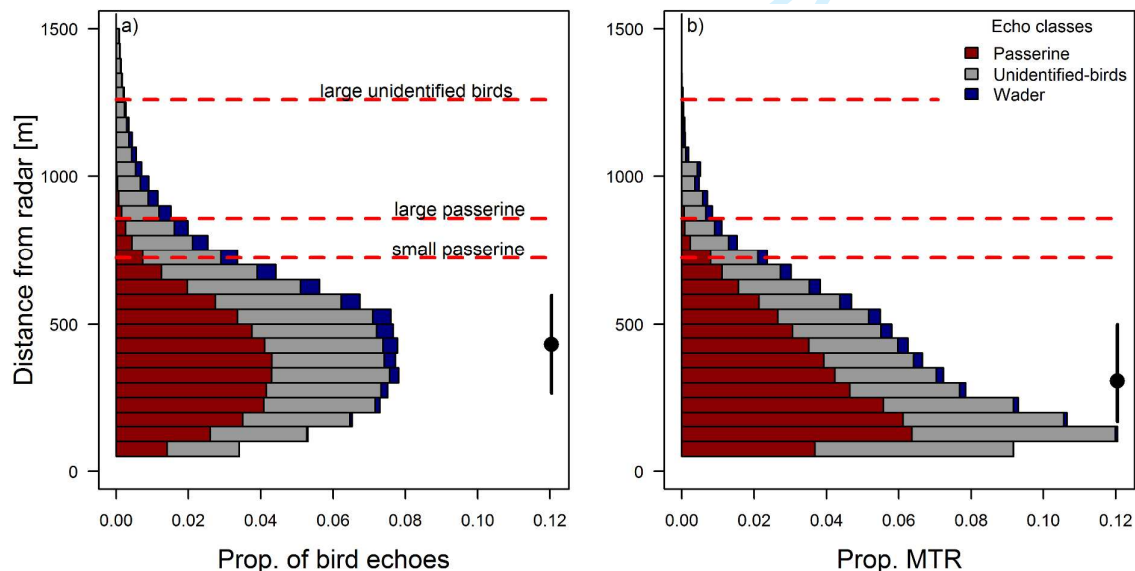 a)
large unidentified birds
large passerine
small passerine
1500
1000
500
0
Distance from radar [m]
0.00 0.02 0.04 0.06 0.08 0.10 0.12
Prop. of bird echoes
b)
Echo classes
Passerine
Unidentified-birds
Wader
1500
1000
500
0
0.00 0.02 0.04 0.06 0.08 0.10 0.12
Prop. MTR